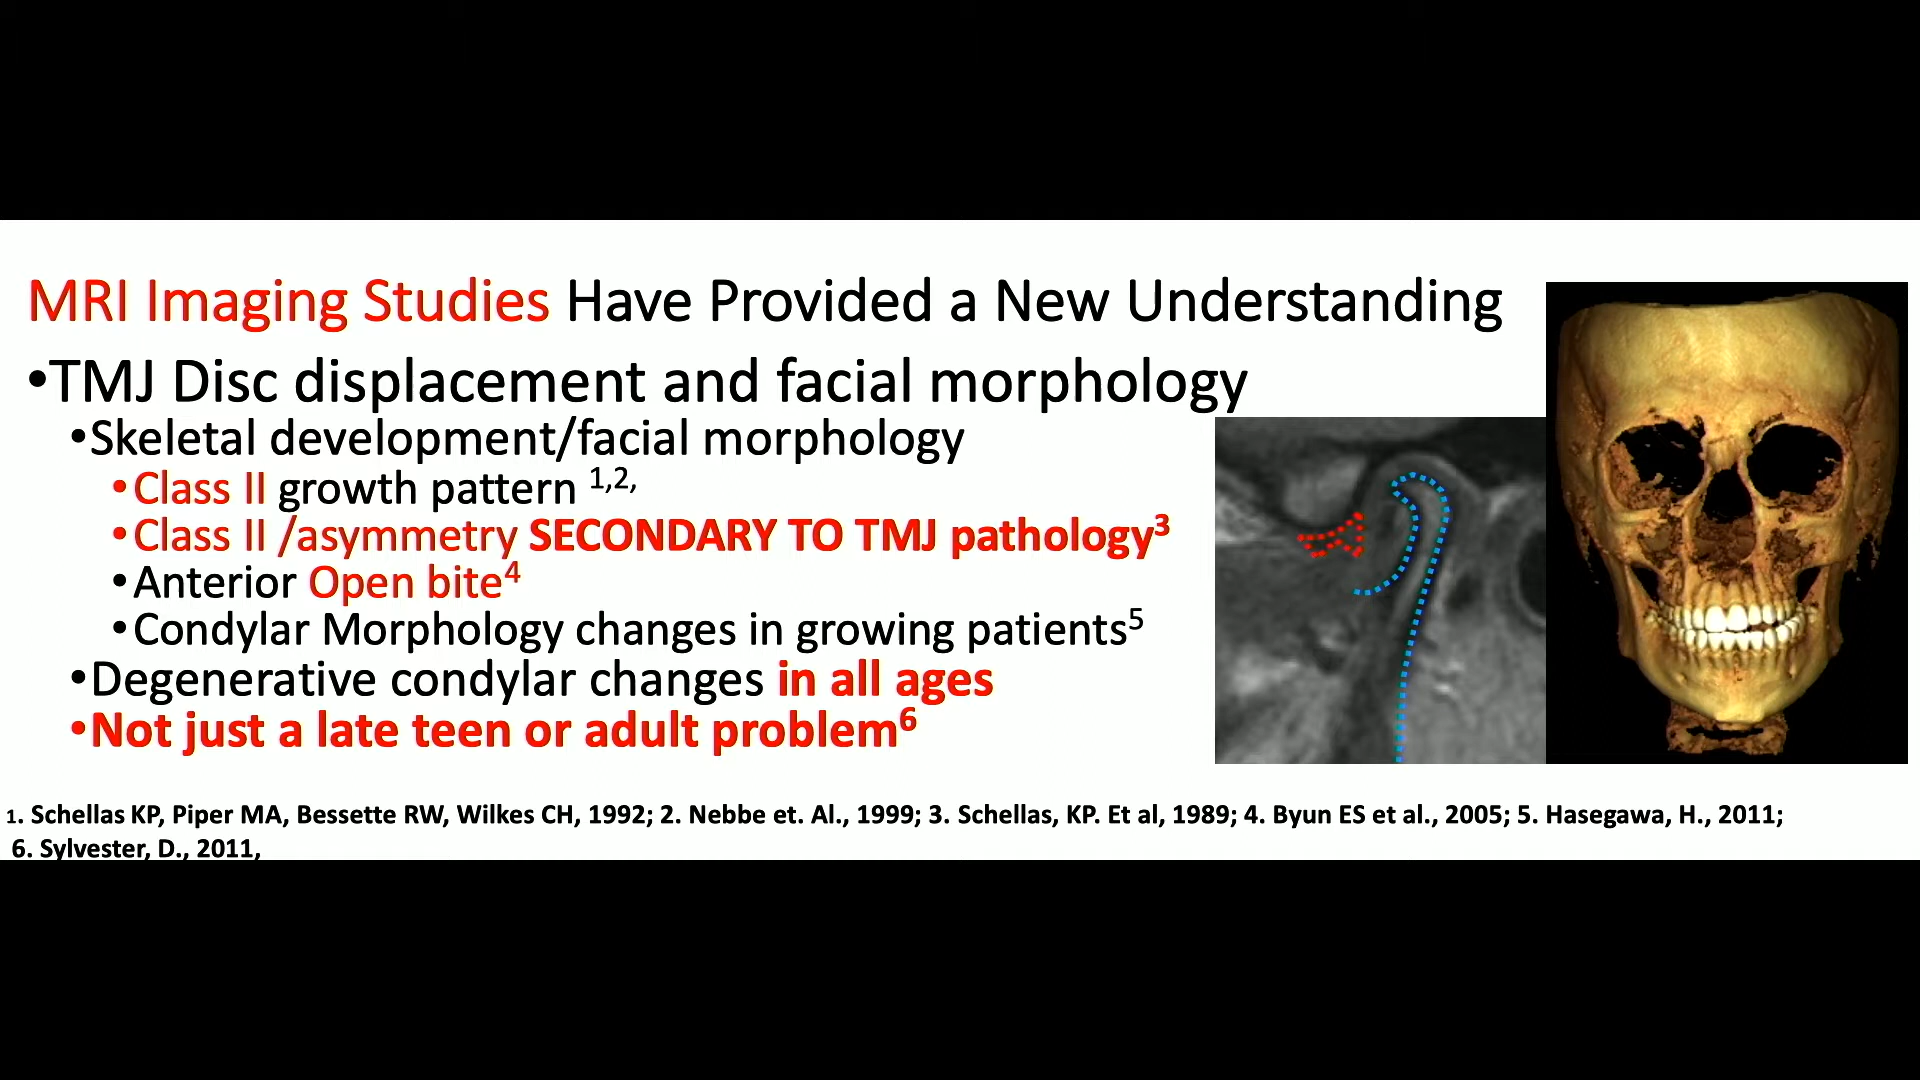 MRI Imaging Studies Have Provided a New Understanding
•TMJ Disc displacement and facial morphology
•Skeletal development/facial morphology
•Class II growth pattern 1,2,
•Class II /asymmetry SECONDARY TO TMJ pathology3
•Anterior Open bite4
•Condylar Morphology changes in growing patients5
•Degenerative condylar changes in all ages
•Not just a late teen or adult problem6
1. Schellas KP, Piper MA, Bessette RW, Wilkes CH, 1992; 2. Nebbe et. Al., 1999; 3. Schellas, KP. Et al, 1989; 4. Byun ES et al., 2005; 5. Hasegawa, H., 2011;
6. Sylvester, D., 2011,